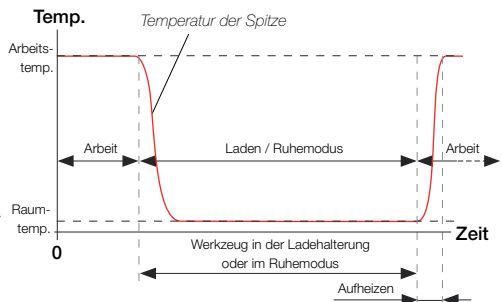 Temp.
Temperatur der Spitze
Arbeits-
temp.
Arbeit
Laden / Ruhemodus
Arbeit
Raum-
temp.
0
Werkzeug in der Ladehalterung
oder im Ruhemodus
Zeit
Aufheizen